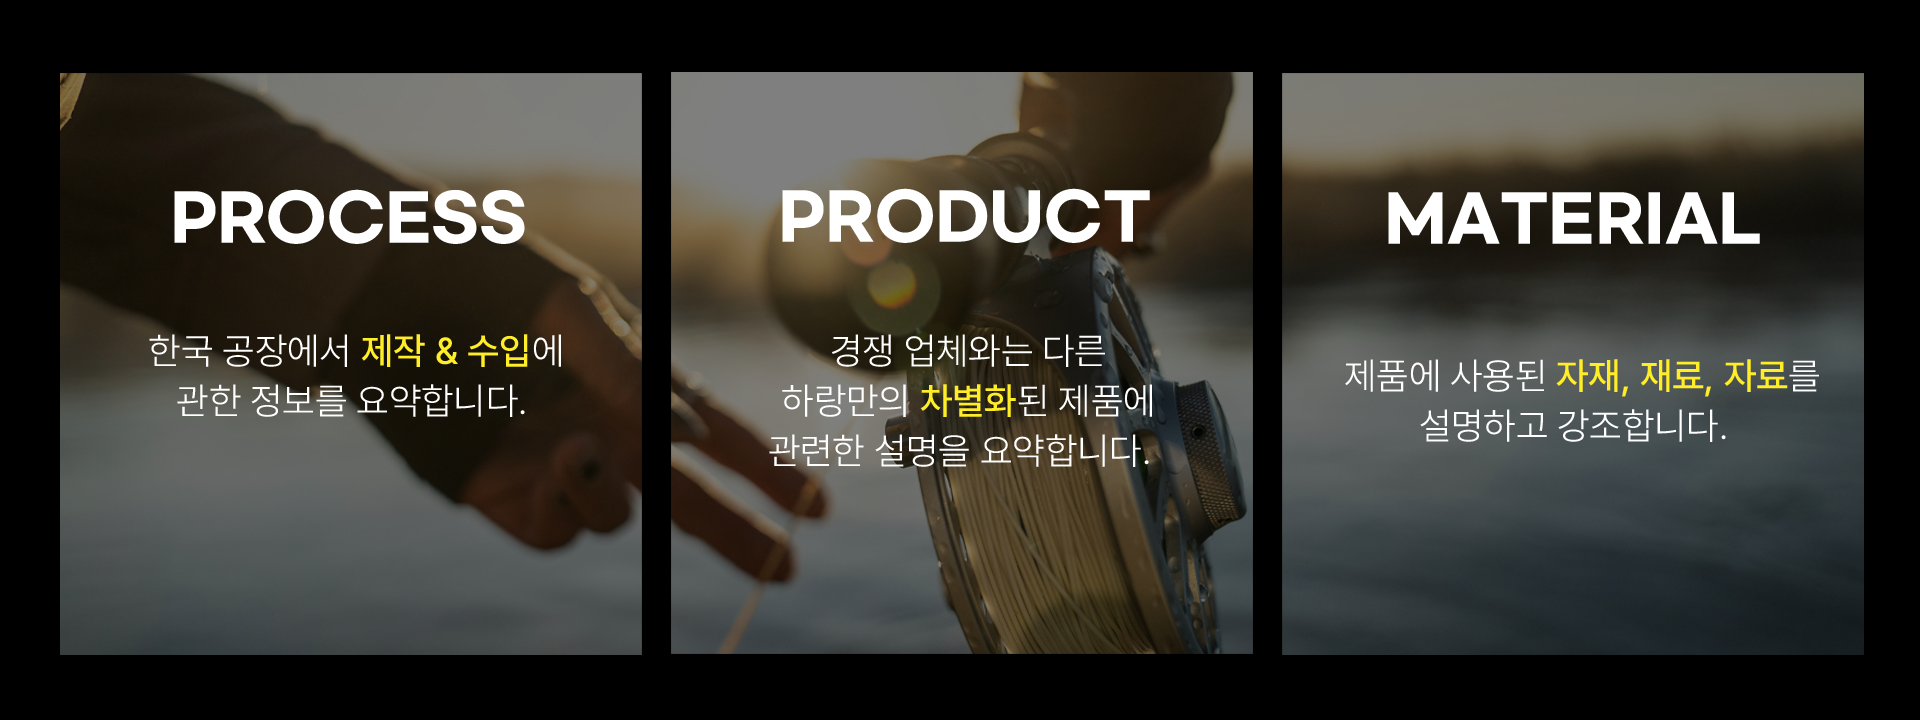 PROCESS
한국 공장에서 제작 & 수입에
관한 정보를 요약합니다.
PRODUCT
경쟁 업체와는 다른
하랑만의 차별화된 제품에
관련한 설명을 요약합니다.
MATERIAL
제품에 사용된 자재, 재료, 자료를
설명하고 강조합니다.